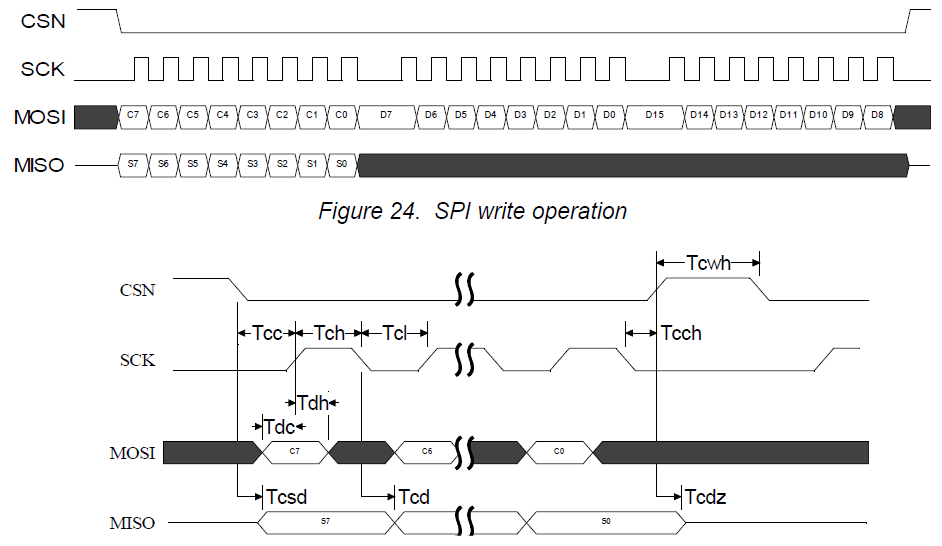 CSN
SCK
MOSI C7 C6 C5 C4 C3 C2 C1 C0 D7 D6 D5 D4 D3 D2 D1 D0 D15 D14 D13 D12 D11 D10 D9 D8
MISO S7 S6 S5 S4 S3 S2 S1 S0
Figure 24. SPI write operation
Tcwh
CSN
Tcc Tch Tcl Tcch
SCK
Tdh
Tdc
MOSI C7 C6 C0
Tcsd Tcd Tcdz
MISO S7 S0